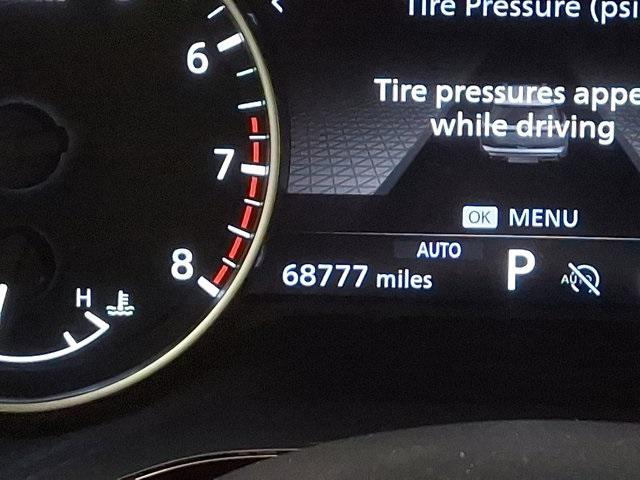 Tire Pressure (psi
Tire pressures appe
while driving
OK MENU
AUTO
68777 miles
P
6
7
8
H